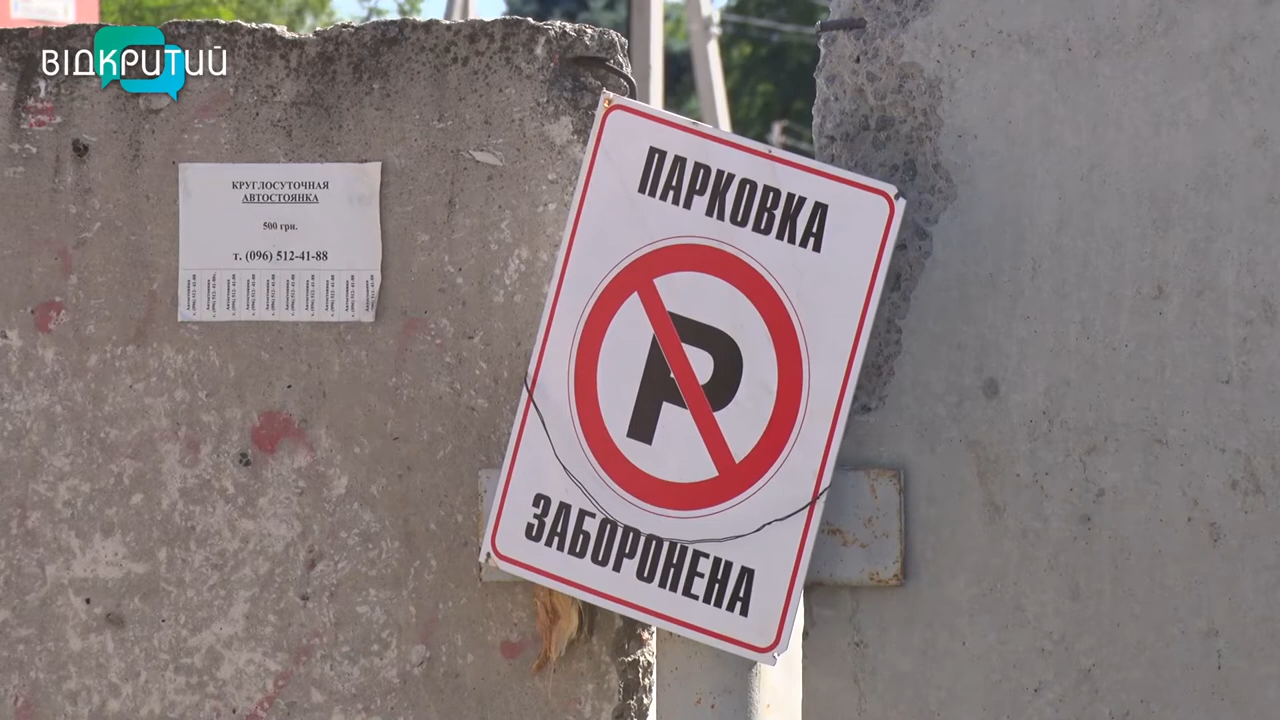 ВІДКРИТИЙ
КРУГЛОСУТОЧНАЯ
АВТОСТОЯНКА
500 грн.
т. (096) 512-41-88
ПАРКОВКА
P
ЗАБОРОНЕНА